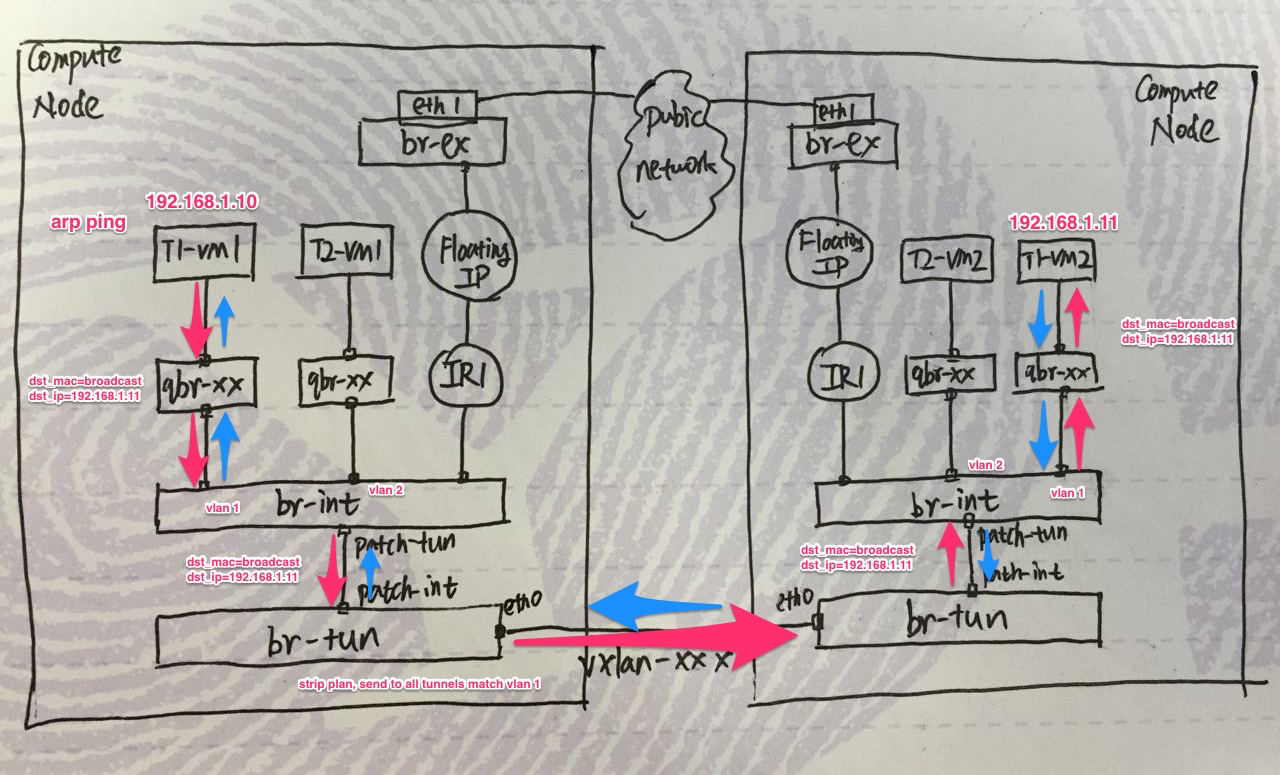 Compute
Node
eth1
br-ex
Pubic
network
eth1
br-ex
Compute
Node
arp ping
192.168.1.10
T1-vm1
T2-vm1
Floating
IP
Floating
IP
T2-vm2
192.168.1.11
T1-vm2
dst_mac=broadcast
dst_ip=192.168.1.11
dst_mac=broadcast
dst_ip=192.168.1.11
qbr-xx
qbr-xx
IR1
IR1
qbr-xx
qbr-xx
vlan 1
br-int
vlan 2
br-int
vlan 2
vlan 1
patch-tun
patch-int
dst_mac=broadcast
dst_ip=192.168.1.11
dst_mac=broadcast
dst_ip=192.168.1.11
patch-tun
patch-int
br-tun
eth0
vxlan-xxx
eth0
br-tun
strip plan, send to all tunnels match vlan 1